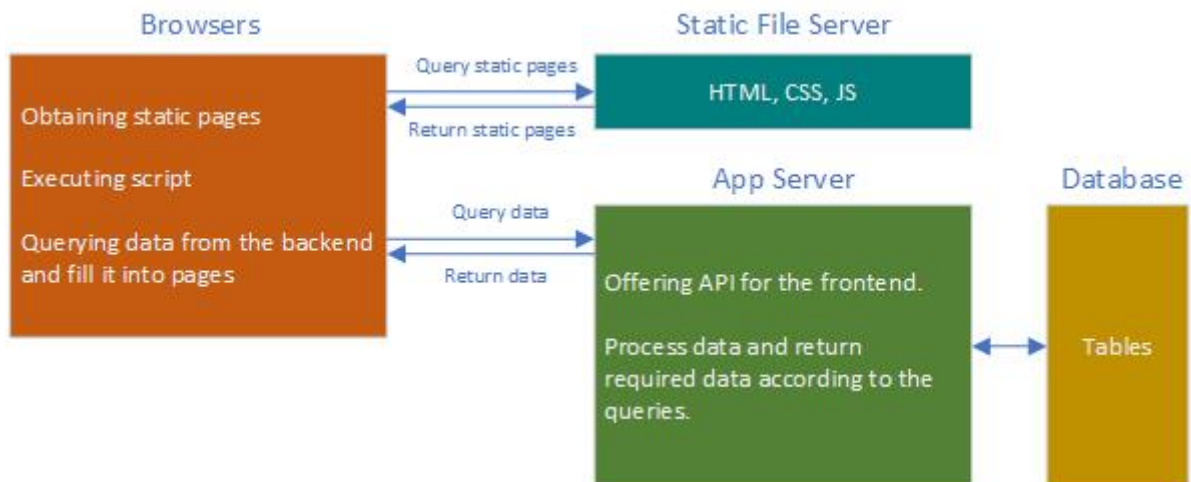 Browsers
Static File Server
Query static pages
HTML, CSS, JS
Return static pages
Obtaining static pages
Executing script
Querying data from the backend
and fill it into pages
App Server
Database
Query data
Return data
Offering API for the frontend.
Process data and return
required data according to the
queries.
Tables